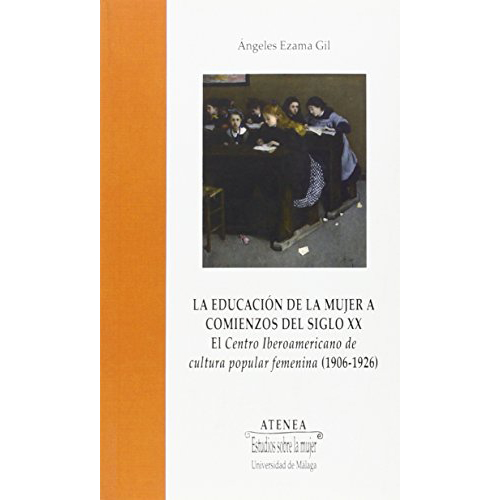 Ángeles Ezama Gil
LA EDUCACIÓN DE LA MUJER A
COMIENZOS DEL SIGLO XX
El Centro Iberoamericano de
cultura popular femenina (1906-1926)
ATENEA
Estudios sobre la mujer
Universidad de Málaga